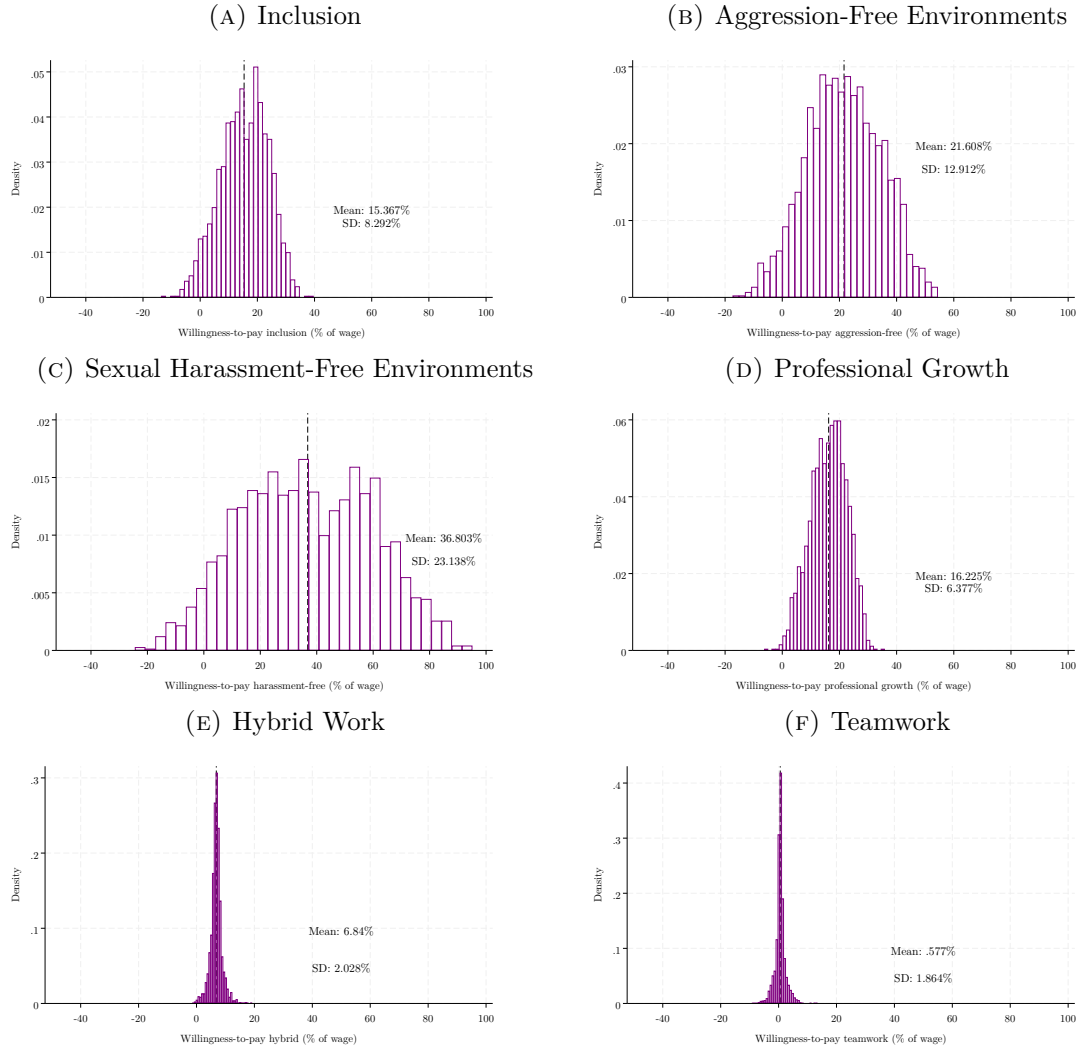 (A) Inclusion
.05
.04
.03
.02
.01
0
Density
Mean: 15.367%
SD: 8.292%
-40 -20 0 20 40 60 80 100
Willingness-to-pay inclusion (% of wage)
(B) Aggression-Free Environments
.03
.02
.01
0
Density
Mean: 21.608%
SD: 12.912%
-40 -20 0 20 40 60 80 100
Willingness-to-pay aggression-free (% of wage)
(C) Sexual Harassment-Free Environments
.02
.015
.01
.005
0
Density
Mean: 36.803%
SD: 23.138%
-40 -20 0 20 40 60 80 100
Willingness-to-pay harassment-free (% of wage)
(D) Professional Growth
.06
.04
.02
0
Density
Mean: 16.225%
SD: 6.377%
-40 -20 0 20 40 60 80 100
Willingness-to-pay professional growth (% of wage)
(E) Hybrid Work
.3
.2
.1
0
Density
Mean: 6.84%
SD: 2.028%
-40 -20 0 20 40 60 80 100
Willingness-to-pay hybrid (% of wage)
(F) Teamwork
.4
.3
.2
.1
0
Density
Mean: .577%
SD: 1.864%
-40 -20 0 20 40 60 80 100
Willingness-to-pay teamwork (% of wage)